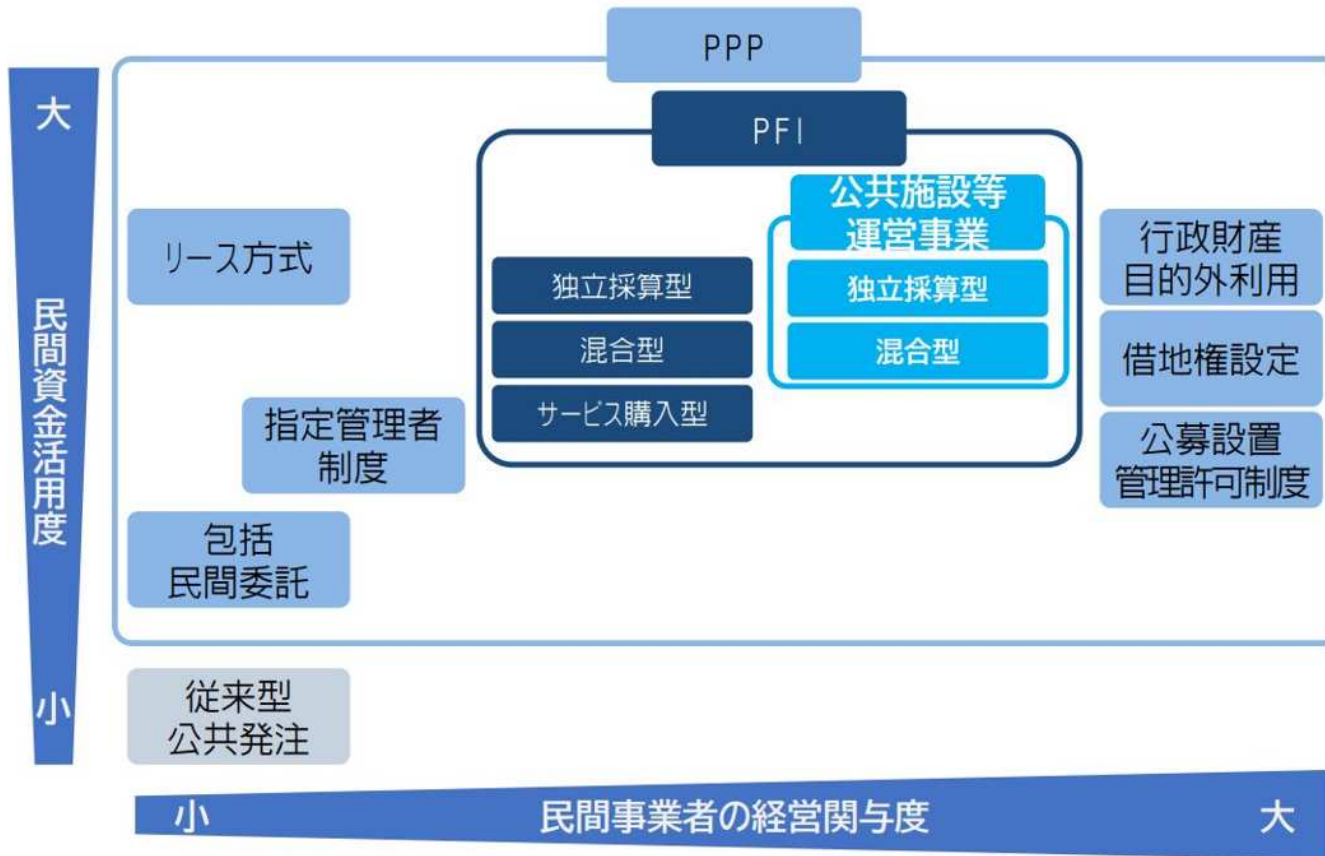 PPP
PFI
大
民間資金活用度
小
リース方式
指定管理者
制度
包括
民間委託
従来型
公共発注
独立採算型
混合型
サービス購入型
公共施設等
運営事業
独立採算型
混合型
行政財産
目的外利用
借地権設定
公募設置
管理許可制度
小
民間事業者の経営関与度
大